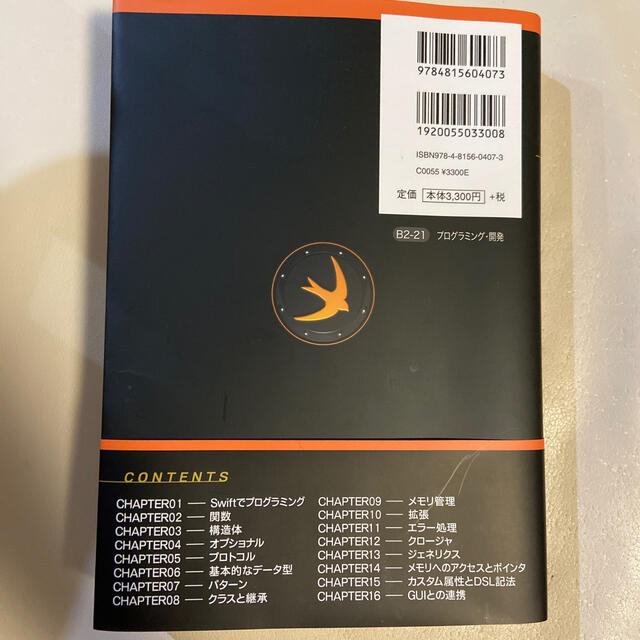 9784815604073
1920055033008
ISBN978-4-8156-0407-3
C0055 ¥3300E
定価 本体3,300円 +税
B2-21 プログラミング・開発
CONTENTS
CHAPTER01 — Swiftでプログラミング
CHAPTER02 — 関数
CHAPTER03 — 構造体
CHAPTER04 — オプショナル
CHAPTER05 — プロトコル
CHAPTER06 — 基本的なデータ型
CHAPTER07 — パターン
CHAPTER08 — クラスと継承
CHAPTER09 — メモリ管理
CHAPTER10 — 拡張
CHAPTER11 — エラー処理
CHAPTER12 — クロージャ
CHAPTER13 — ジェネリクス
CHAPTER14 — メモリへのアクセスとポインタ
CHAPTER15 — カスタム属性とDSL記法
CHAPTER16 — GUIとの連携